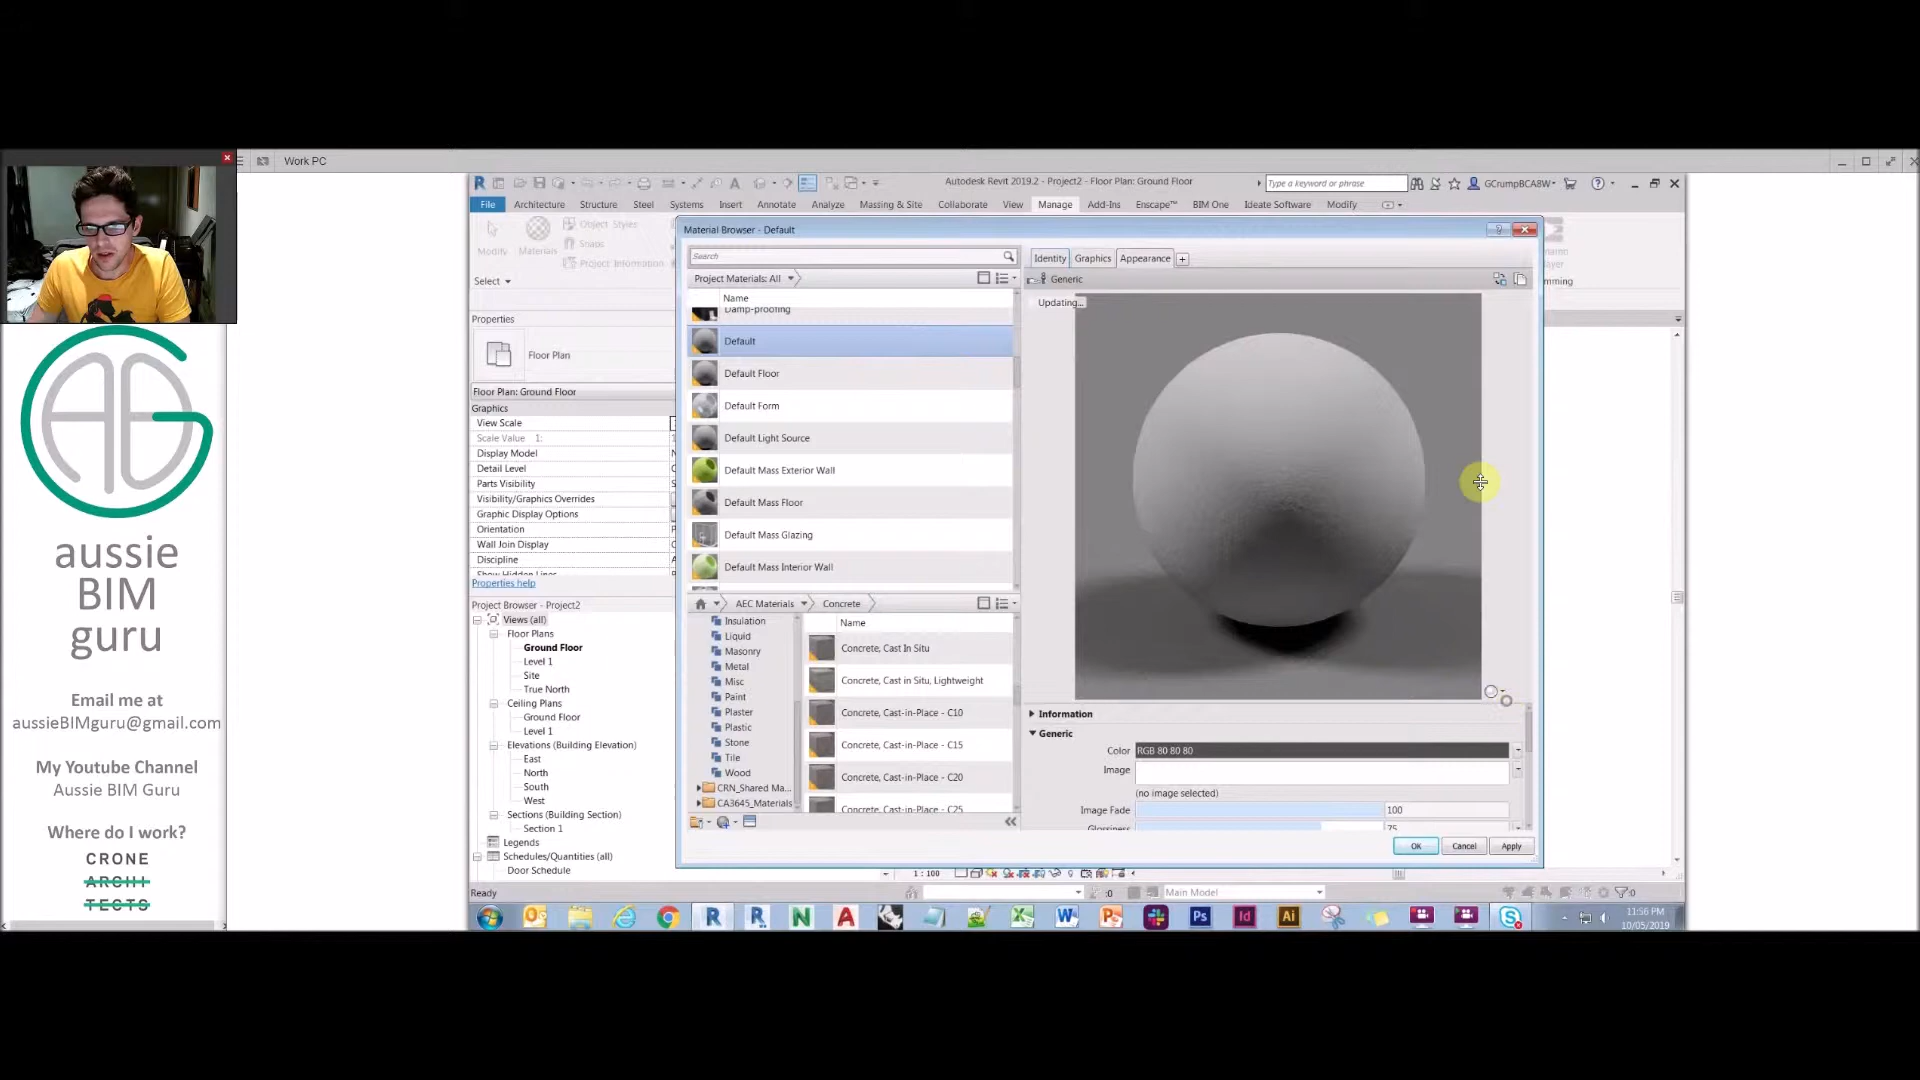 Work PC
Autodesk Revit 2019.2 - Project2 - Floor Plan: Ground Floor
Type a keyword or phrase
GCrumpBCA8W
File Architecture Structure Steel Systems Insert Annotate Analyze Massing & Site Collaborate View Manage Add-Ins Enscape™ BIM One Ideate Software Modify
Modify
Materials
Object Styles
Snaps
Project Information
Select
Properties
Floor Plan
Floor Plan: Ground Floor
Graphics
View Scale
Scale Value 1:
Display Model
Detail Level
Parts Visibility
Visibility/Graphics Overrides
Graphic Display Options
Orientation
Wall Join Display
Discipline
Show Hidden Lines
Properties help
Project Browser - Project2
Views (all)
Floor Plans
Ground Floor
Level 1
Site
True North
Ceiling Plans
Ground Floor
Level 1
Elevations (Building Elevation)
East
North
South
West
Sections (Building Section)
Section 1
Legends
Schedules/Quantities (all)
Door Schedule
Ready
Material Browser - Default
Search
Project Materials: All
Name
Damp-proofing
Default
Default Floor
Default Form
Default Light Source
Default Mass Exterior Wall
Default Mass Floor
Default Mass Glazing
Default Mass Interior Wall
AEC Materials Concrete
Insulation
Liquid
Masonry
Metal
Misc
Paint
Plaster
Plastic
Stone
Tile
Wood
CRN_Shared Ma...
CA3645_Materials
Name
Concrete, Cast In Situ
Concrete, Cast in Situ, Lightweight
Concrete, Cast-in-Place - C10
Concrete, Cast-in-Place - C15
Concrete, Cast-in-Place - C20
Concrete, Cast-in-Place - C25
Identity Graphics Appearance
Generic
Updating...
Information
Generic
Color RGB 80 80 80
Image
(no image selected)
Image Fade 100
Glossiness 75
OK Cancel Apply
1 : 100
:0 Main Model :0
11:56 PM
10/05/2019
aussie
BIM
guru
Email me at
aussieBIMguru@gmail.com
My Youtube Channel
Aussie BIM Guru
Where do I work?
CRONE
ARCHI
TECTS